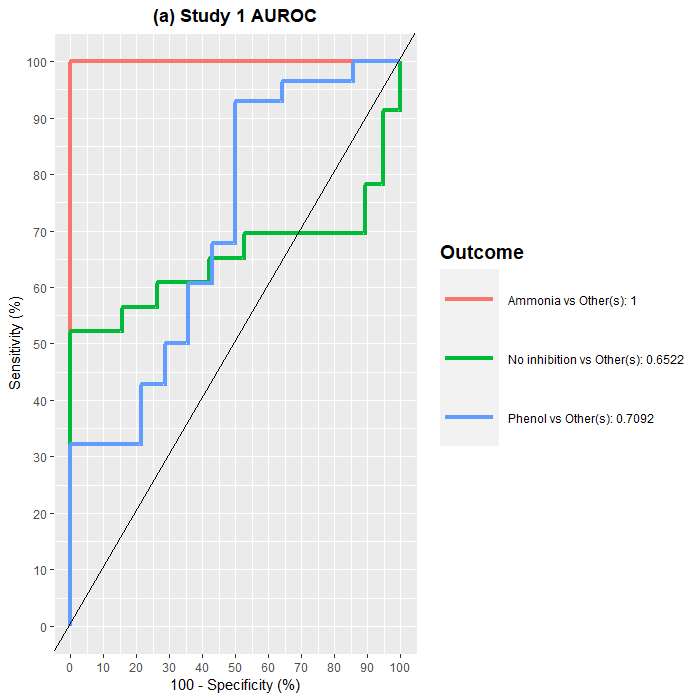 (a) Study 1 AUROC
Sensitivity (%)
100
90
80
70
60
50
40
30
20
10
0
0 10 20 30 40 50 60 70 80 90 100
100 - Specificity (%)
Outcome
Ammonia vs Other(s): 1
No inhibition vs Other(s): 0.6522
Phenol vs Other(s): 0.7092